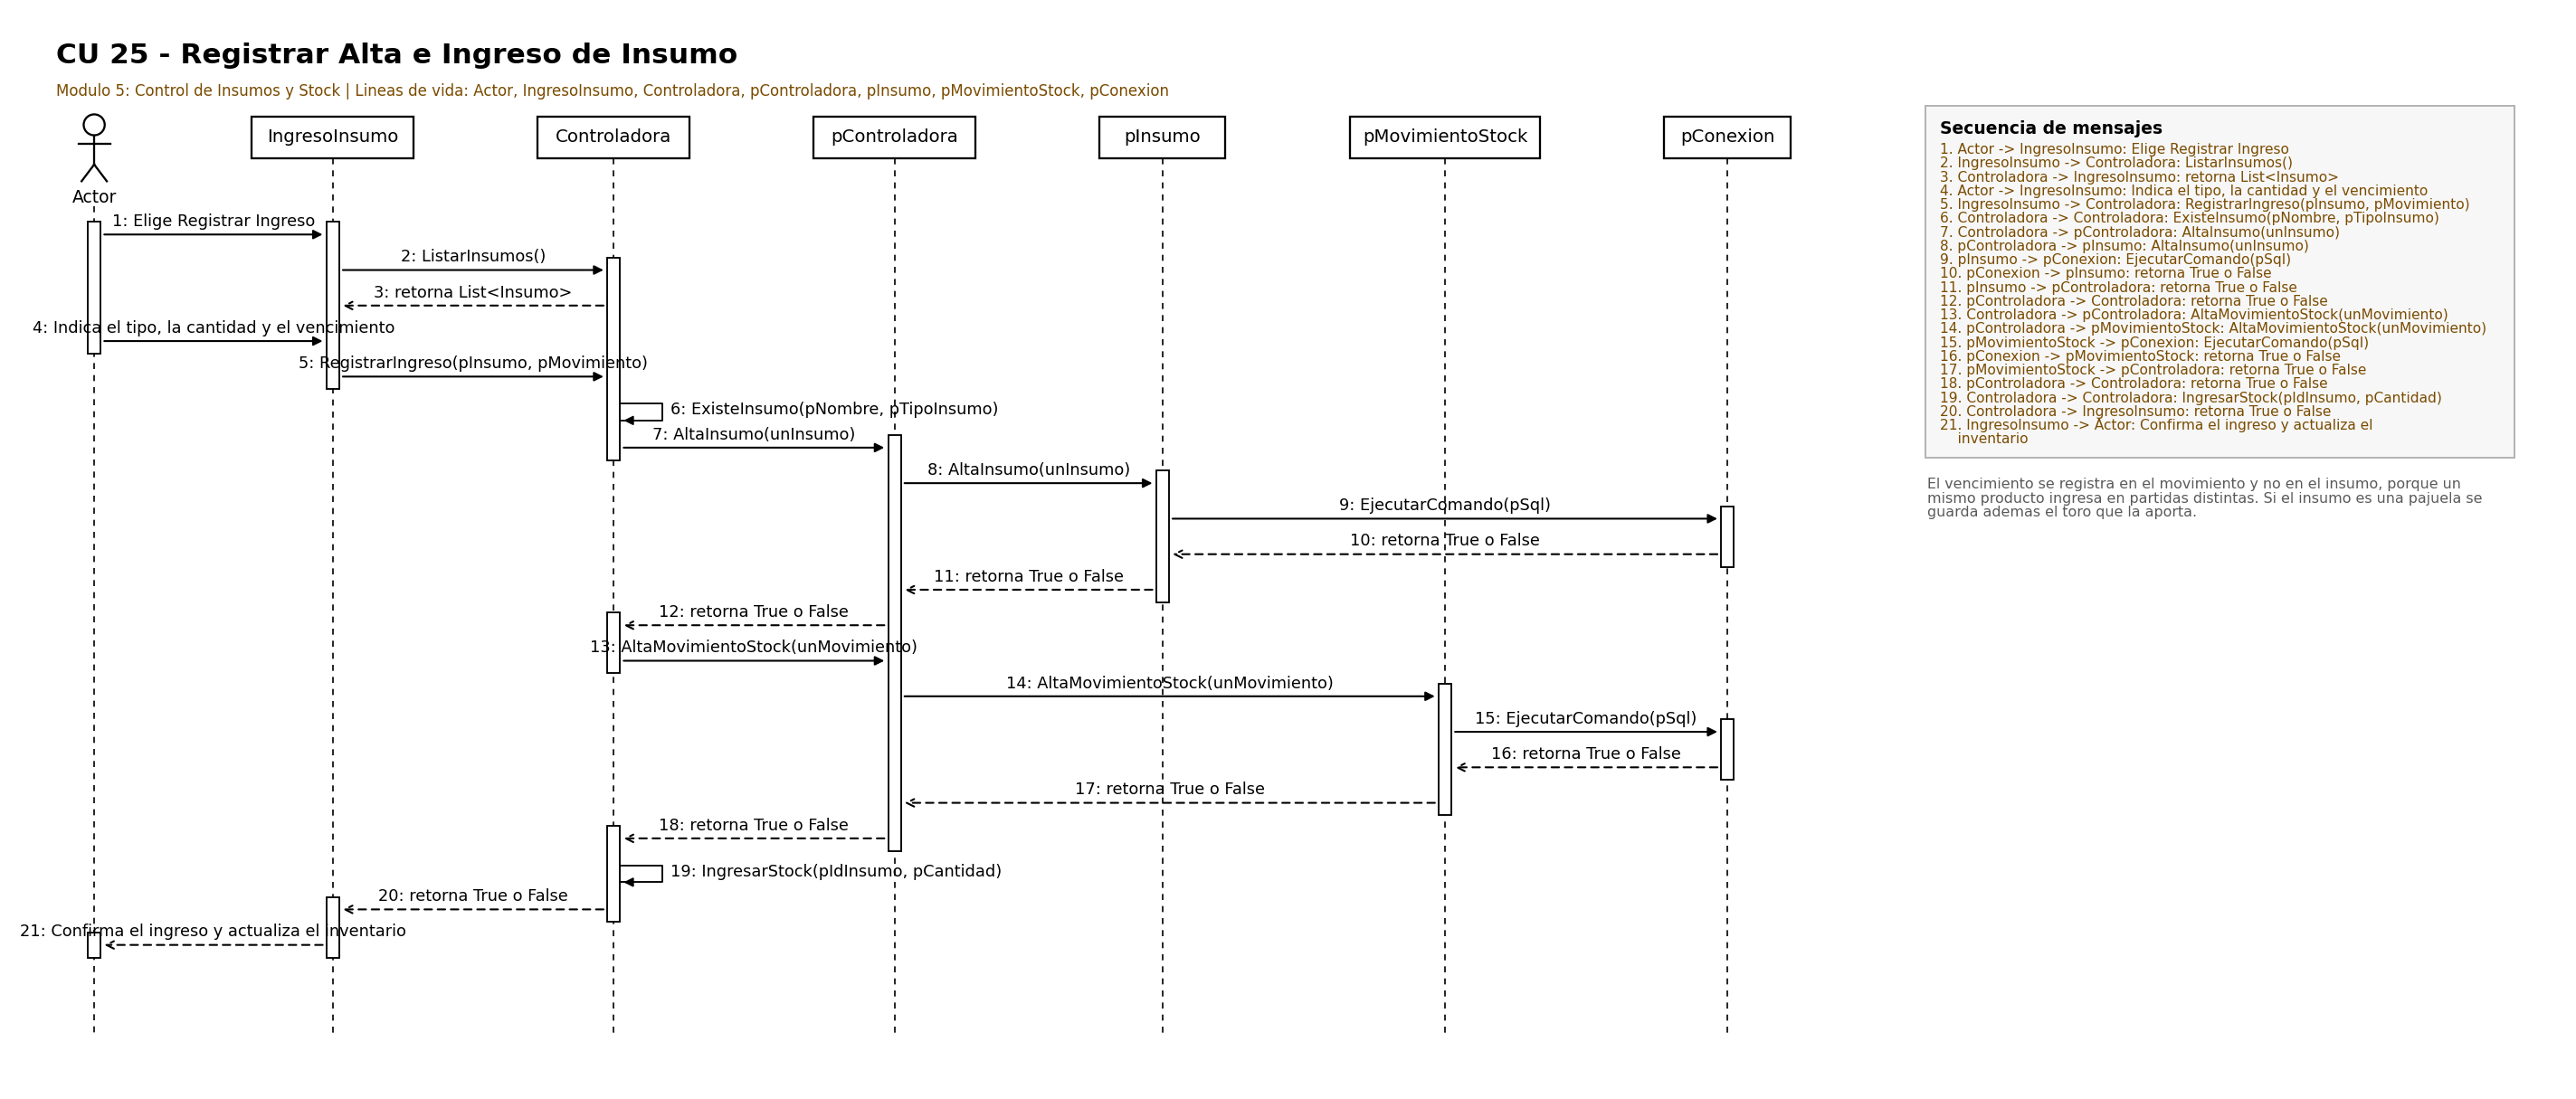 CU 25 - Registrar Alta e Ingreso de Insumo
Modulo 5: Control de Insumos y Stock | Lineas de vida: Actor, IngresoInsumo, Controladora, pControladora, pInsumo, pMovimientoStock, pConexion
Actor
IngresoInsumo
Controladora
pControladora
pInsumo
pMovimientoStock
pConexion
1: Elige Registrar Ingreso
2: ListarInsumos()
3: retorna List<Insumo>
4: Indica el tipo, la cantidad y el vencimiento
5: RegistrarIngreso(pInsumo, pMovimiento)
6: ExisteInsumo(pNombre, pTipoInsumo)
7: AltaInsumo(unInsumo)
8: AltaInsumo(unInsumo)
9: EjecutarComando(pSql)
10: retorna True o False
11: retorna True o False
12: retorna True o False
13: AltaMovimientoStock(unMovimiento)
14: AltaMovimientoStock(unMovimiento)
15: EjecutarComando(pSql)
16: retorna True o False
17: retorna True o False
18: retorna True o False
19: IngresarStock(pIdInsumo, pCantidad)
20: retorna True o False
21: Confirma el ingreso y actualiza el inventario
Secuencia de mensajes
1. Actor -> IngresoInsumo: Elige Registrar Ingreso
2. IngresoInsumo -> Controladora: ListarInsumos()
3. Controladora -> IngresoInsumo: retorna List<Insumo>
4. Actor -> IngresoInsumo: Indica el tipo, la cantidad y el vencimiento
5. IngresoInsumo -> Controladora: RegistrarIngreso(pInsumo, pMovimiento)
6. Controladora -> Controladora: ExisteInsumo(pNombre, pTipoInsumo)
7. Controladora -> pControladora: AltaInsumo(unInsumo)
8. pControladora -> pInsumo: AltaInsumo(unInsumo)
9. pInsumo -> pConexion: EjecutarComando(pSql)
10. pConexion -> pInsumo: retorna True o False
11. pInsumo -> pControladora: retorna True o False
12. pControladora -> Controladora: retorna True o False
13. Controladora -> pControladora: AltaMovimientoStock(unMovimiento)
14. pControladora -> pMovimientoStock: AltaMovimientoStock(unMovimiento)
15. pMovimientoStock -> pConexion: EjecutarComando(pSql)
16. pConexion -> pMovimientoStock: retorna True o False
17. pMovimientoStock -> pControladora: retorna True o False
18. pControladora -> Controladora: retorna True o False
19. Controladora -> Controladora: IngresarStock(pIdInsumo, pCantidad)
20. Controladora -> IngresoInsumo: retorna True o False
21. IngresoInsumo -> Actor: Confirma el ingreso y actualiza el
inventario
El vencimiento se registra en el movimiento y no en el insumo, porque un
mismo producto ingresa en partidas distintas. Si el insumo es una pajuela se
guarda ademas el toro que la aporta.